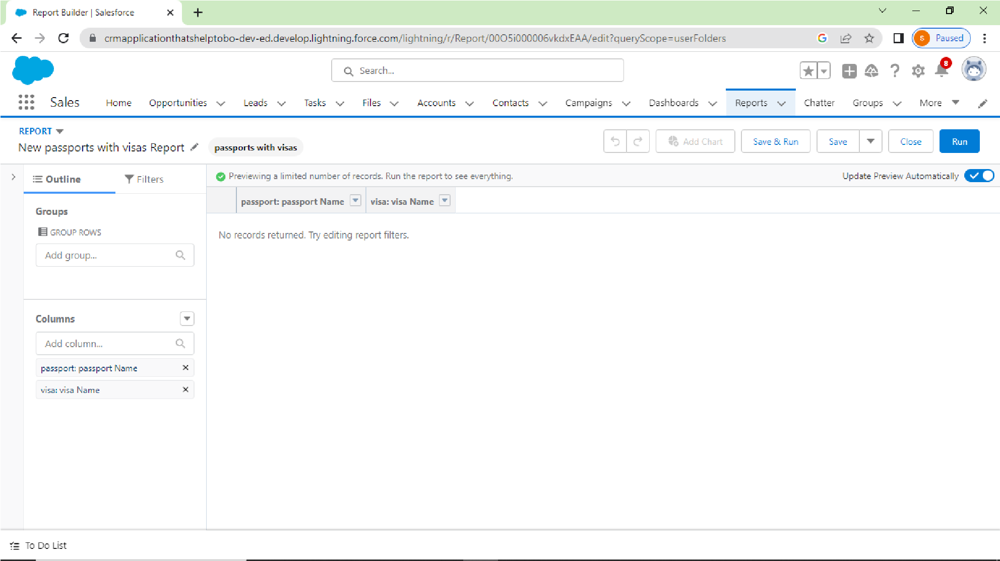 Report Builder | Salesforce
crmapplicationthatshelptobo-dev-ed.develop.lightning.force.com/lightning/r/Report/00O5i000006vkdxEAA/edit?queryScope=userFolders
S Paused
Search...
8
Sales Home Opportunities Leads Tasks Files Accounts Contacts Campaigns Dashboards Reports Chatter Groups More
REPORT
New passports with visas Report passports with visas
Add Chart Save & Run Save Close Run
Outline Filters
Previewing a limited number of records. Run the report to see everything.
Update Preview Automatically
Groups
GROUP ROWS
Add group...
Columns
Add column...
passport: passport Name
visa: visa Name
passport: passport Name visa: visa Name
No records returned. Try editing report filters.
To Do List